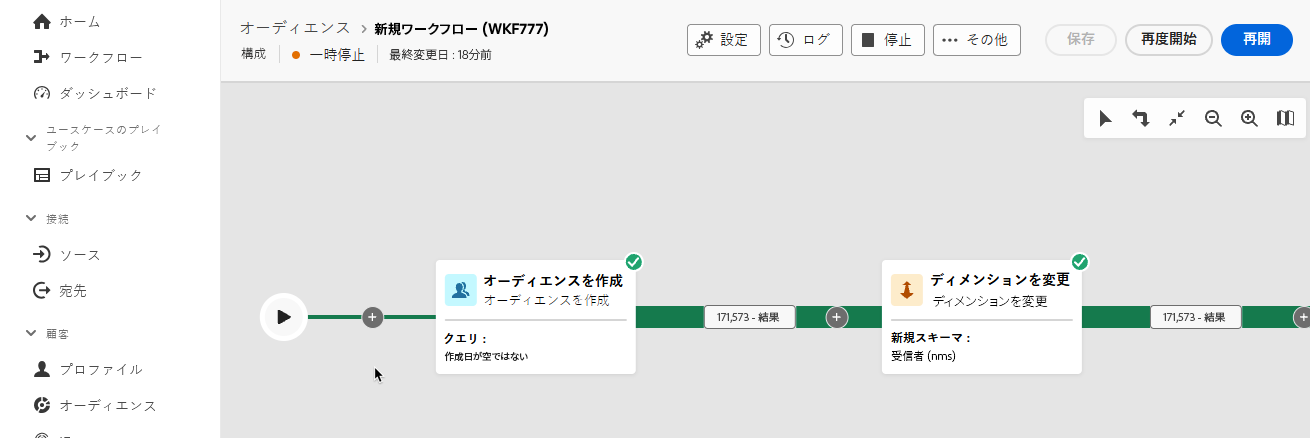 ホーム
ワークフロー
ダッシュボード
ユースケースのプレイ
ブック
プレイブック
接続
ソース
宛先
顧客
プロファイル
オーディエンス
オーディエンス > 新規ワークフロー (WKF777)
構成 一時停止 最終変更日 : 18分前
設定 ログ 停止 その他 保存 再度開始 再開
オーディエンスを作成
オーディエンスを作成
クエリ :
作成日が空ではない
171,573 - 結果
ディメンションを変更
ディメンションを変更
新規スキーマ :
受信者 (nms)
171,573 - 結果